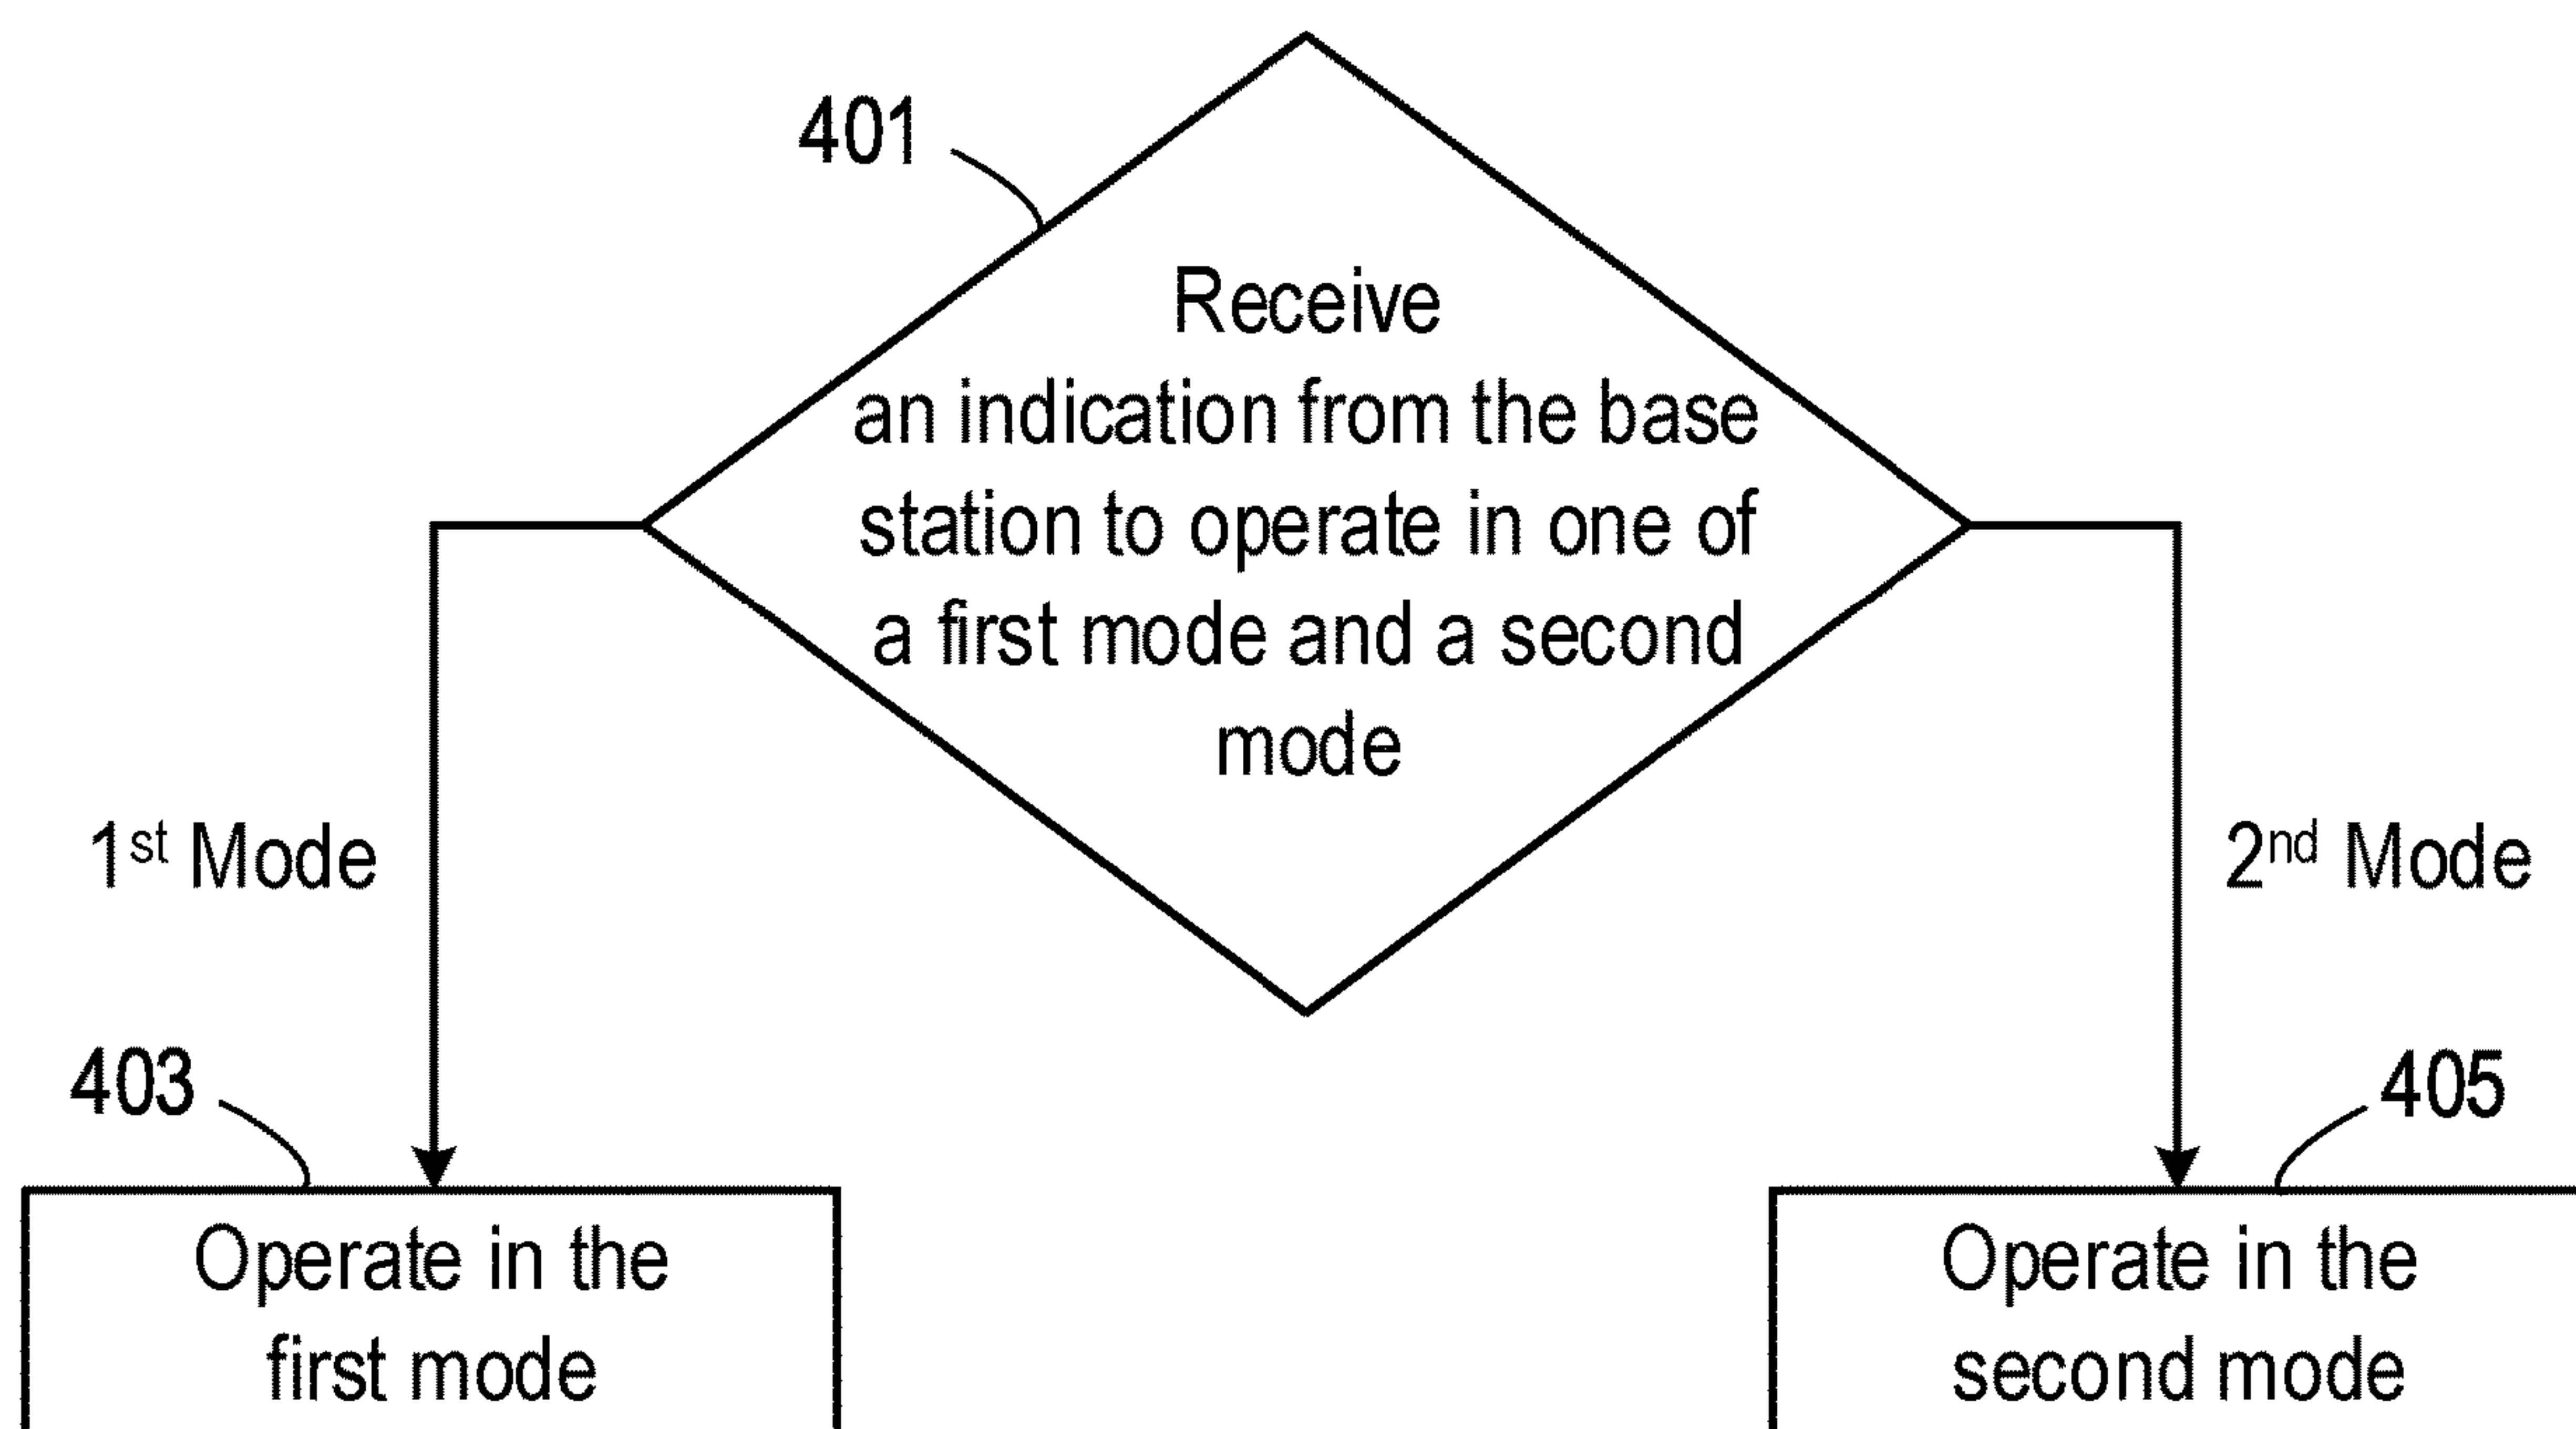 401
Receive
an indication from the base
station to operate in one of
a first mode and a second
mode
1st Mode
2nd Mode
403
405
Operate in the
first mode
Operate in the
second mode